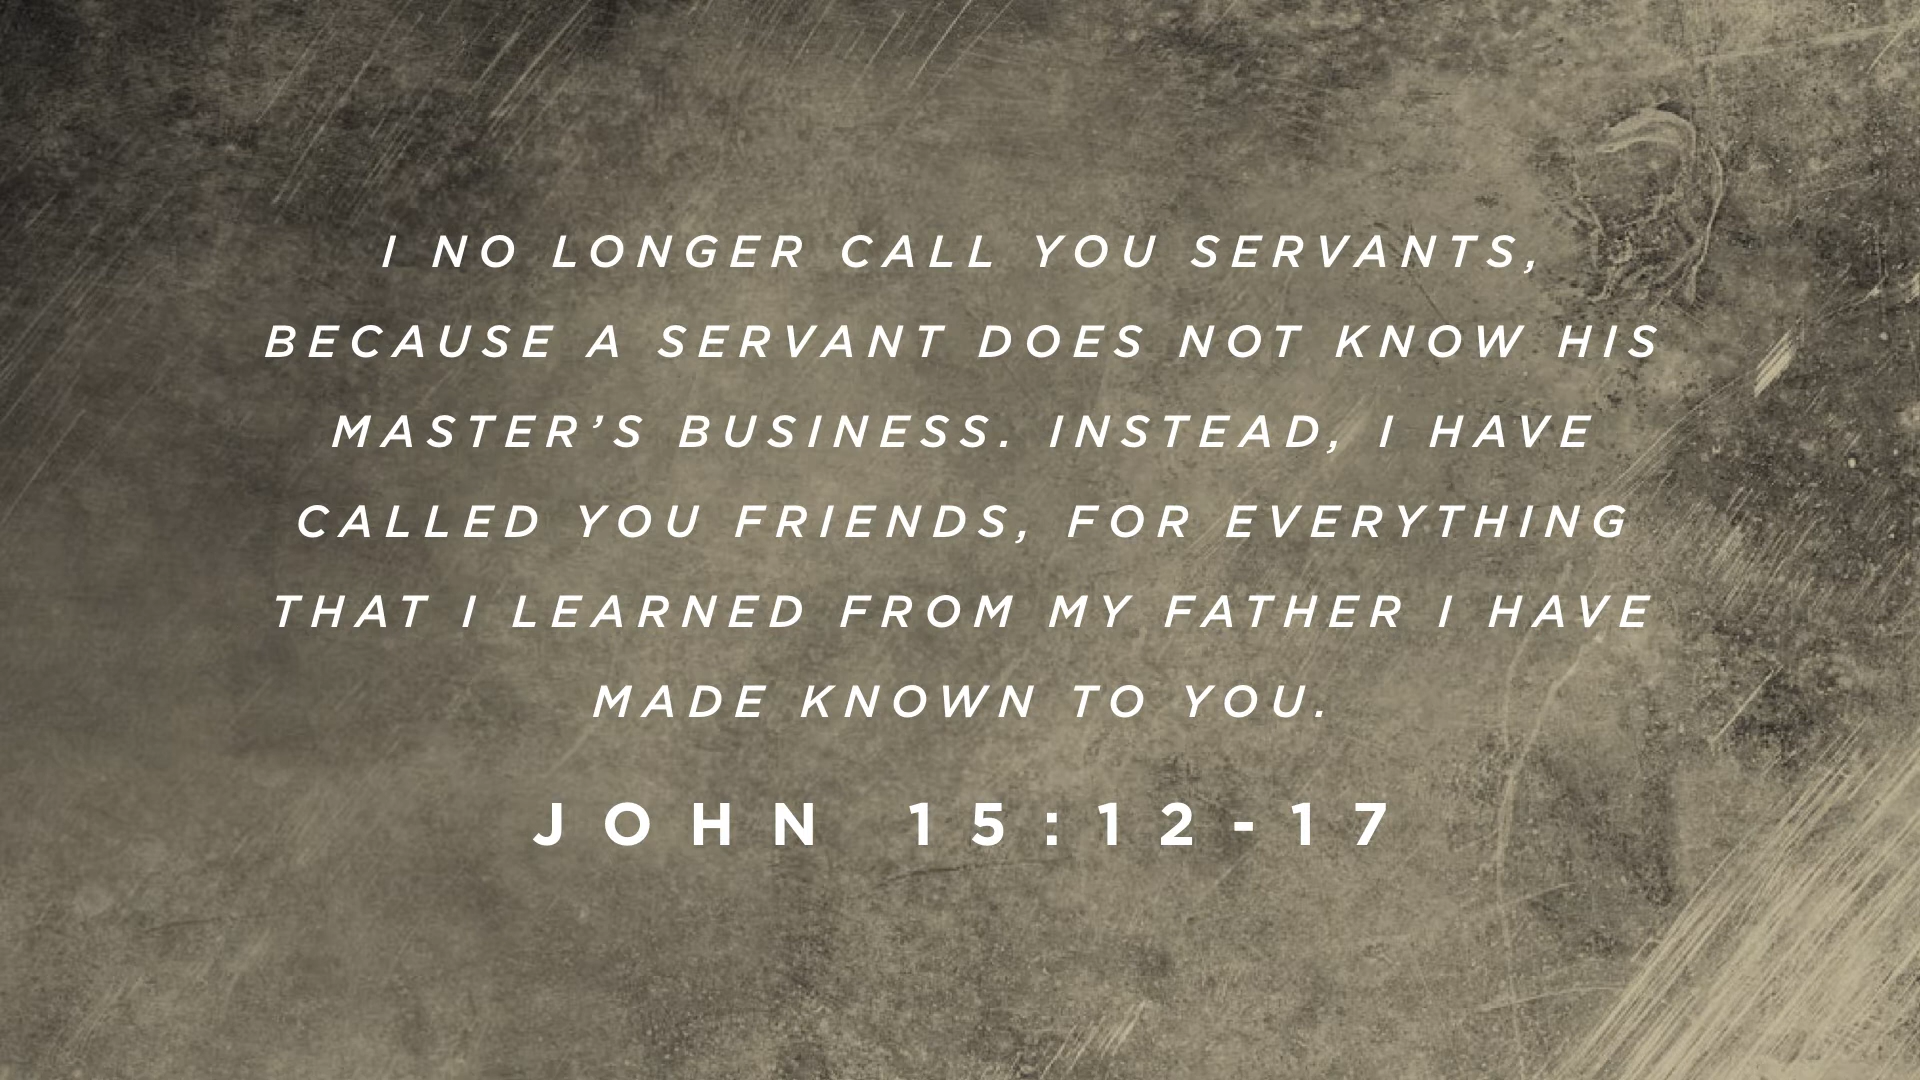 I NO LONGER CALL YOU SERVANTS,
BECAUSE A SERVANT DOES NOT KNOW HIS
MASTER’S BUSINESS. INSTEAD, I HAVE
CALLED YOU FRIENDS, FOR EVERYTHING
THAT I LEARNED FROM MY FATHER I HAVE
MADE KNOWN TO YOU.
JOHN 15:12-17